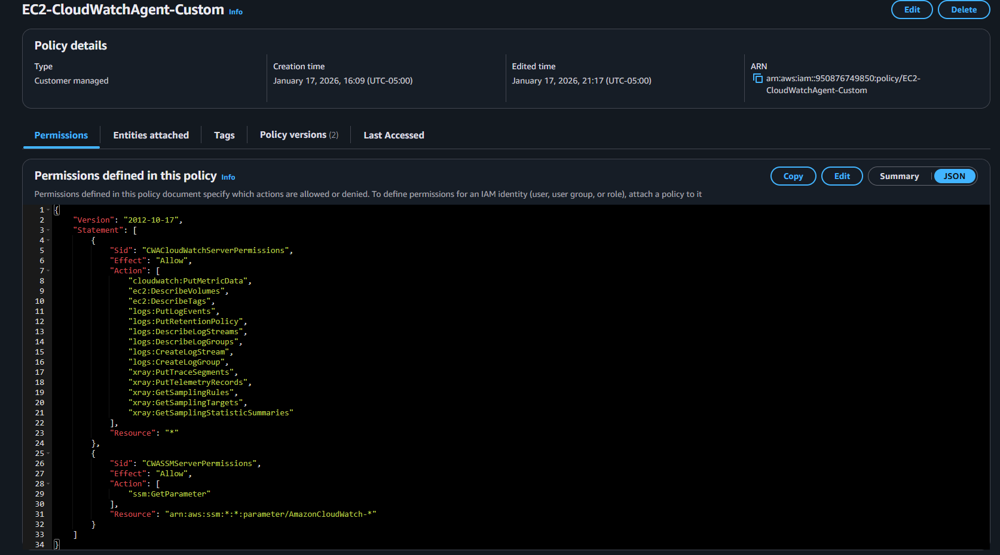 EC2-CloudWatchAgent-Custom Info
Edit
Delete
Policy details
Type
Customer managed
Creation time
January 17, 2026, 16:09 (UTC-05:00)
Edited time
January 17, 2026, 21:17 (UTC-05:00)
ARN
arn:aws:iam::950876749850:policy/EC2-
CloudWatchAgent-Custom
Permissions
Entities attached
Tags
Policy versions (2)
Last Accessed
Permissions defined in this policy Info
Copy
Edit
Summary
JSON
Permissions defined in this policy document specify which actions are allowed or denied. To define permissions for an IAM identity (user, user group, or role), attach a policy to it
1 {
2     "Version": "2012-10-17",
3     "Statement": [
4         {
5             "Sid": "CWACloudWatchServerPermissions",
6             "Effect": "Allow",
7             "Action": [
8                 "cloudwatch:PutMetricData",
9                 "ec2:DescribeVolumes",
10                 "ec2:DescribeTags",
11                 "logs:PutLogEvents",
12                 "logs:PutRetentionPolicy",
13                 "logs:DescribeLogStreams",
14                 "logs:DescribeLogGroups",
15                 "logs:CreateLogStream",
16                 "logs:CreateLogGroup",
17                 "xray:PutTraceSegments",
18                 "xray:PutTelemetryRecords",
19                 "xray:GetSamplingRules",
20                 "xray:GetSamplingTargets",
21                 "xray:GetSamplingStatisticSummaries"
22             ],
23             "Resource": "*"
24         },
25         {
26             "Sid": "CWASSMServerPermissions",
27             "Effect": "Allow",
28             "Action": [
29                 "ssm:GetParameter"
30             ],
31             "Resource": "arn:aws:ssm:*:*:parameter/AmazonCloudWatch-*"
32         }
33     ]
34 }